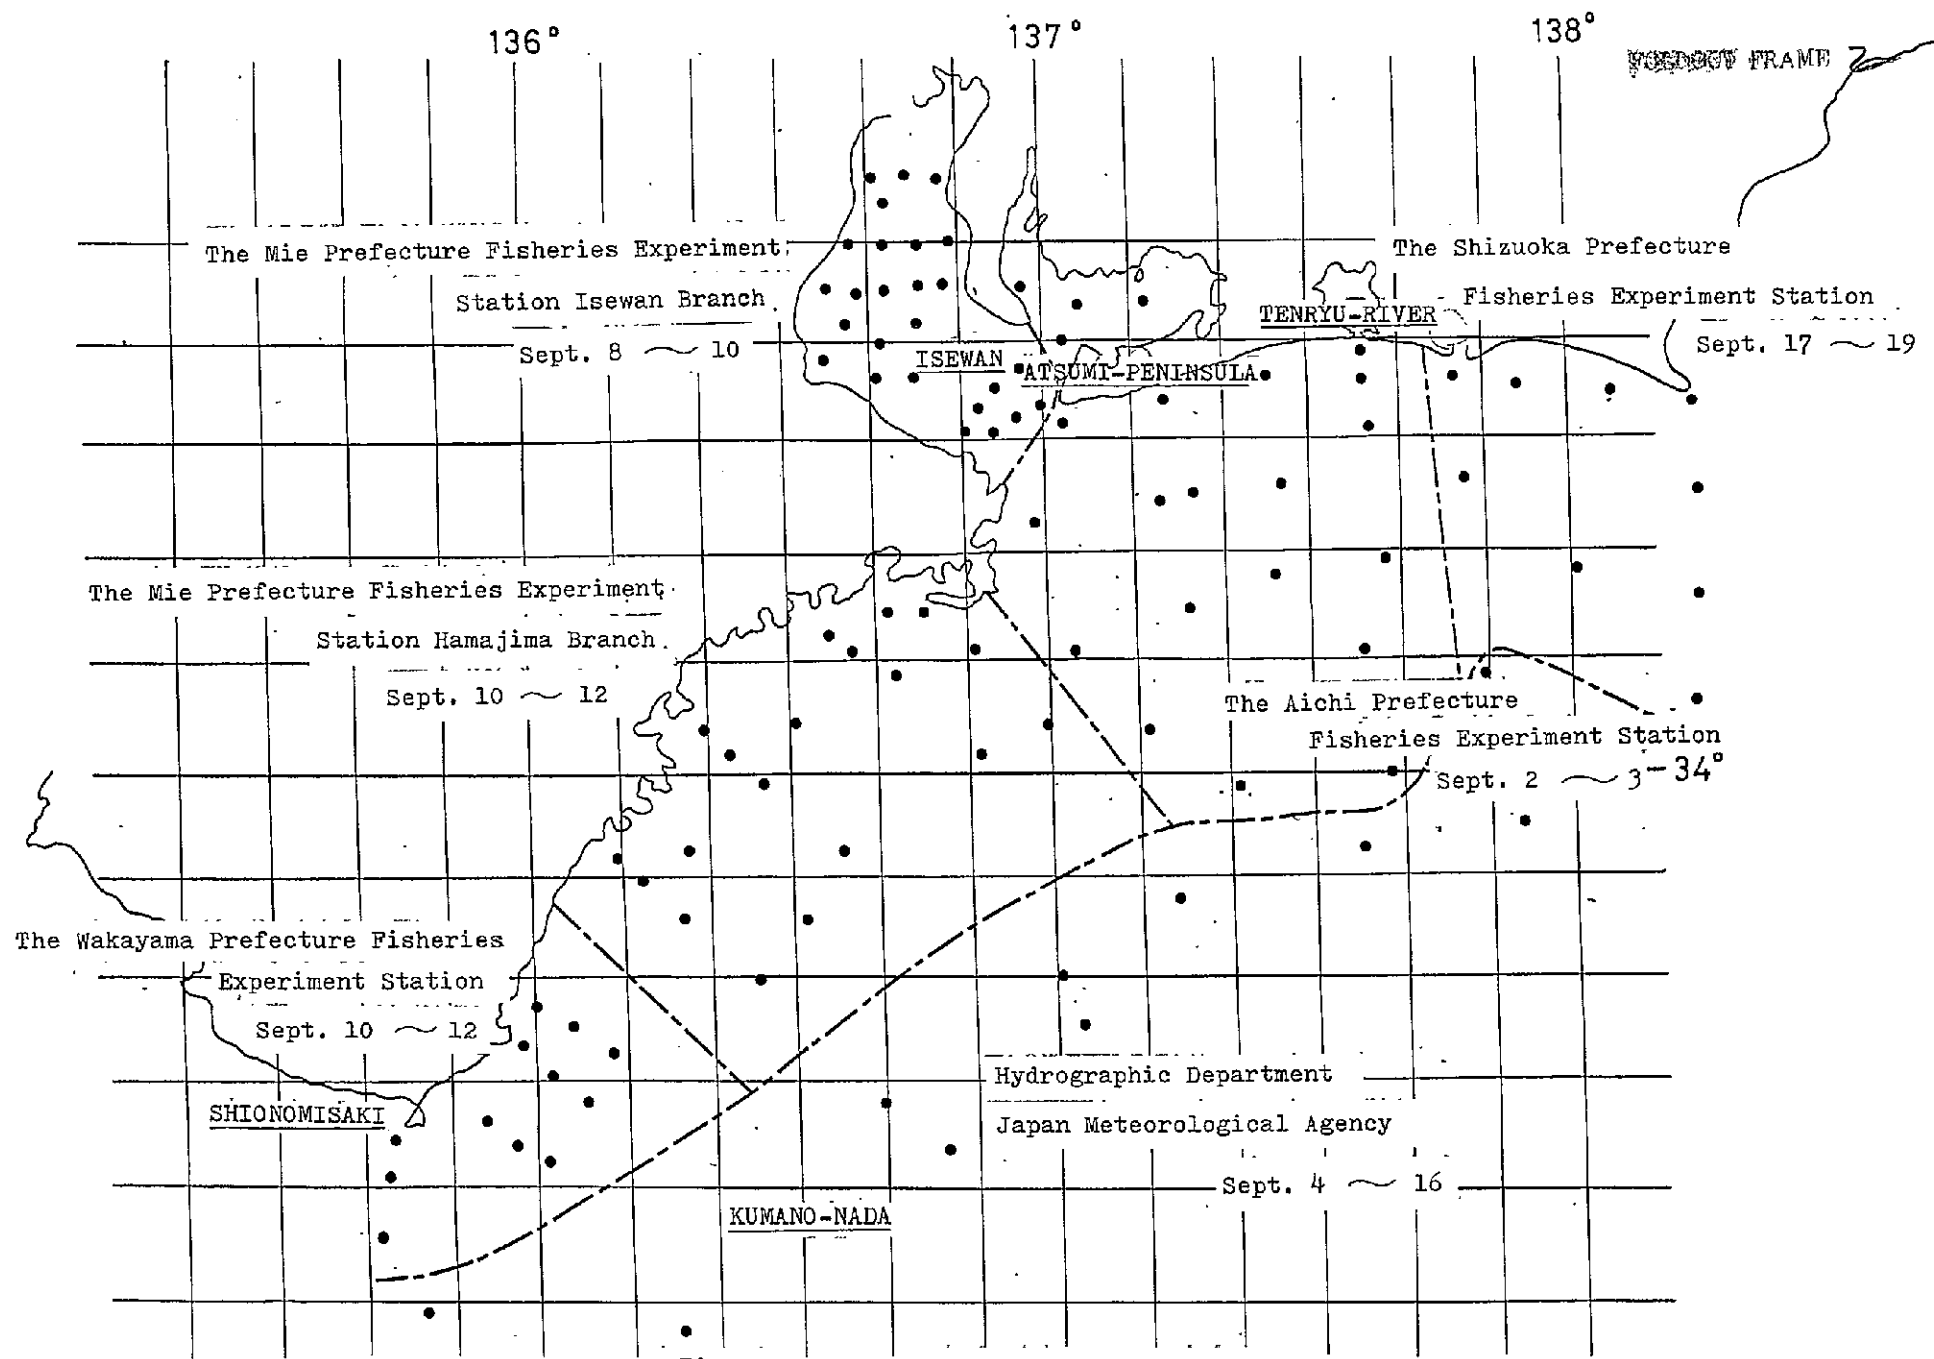 136°
137°
138°
FRAME
The Mie Prefecture Fisheries Experiment
Station Isewan Branch
Sept. 8 ~ 10
The Shizuoka Prefecture
Fisheries Experiment Station
Sept. 17 ~ 19
TENRYU-RIVER
ISEWAN
ATSUMI-PENINSULA
The Mie Prefecture Fisheries Experiment
Station Hamajima Branch
Sept. 10 ~ 12
The Aichi Prefecture
Fisheries Experiment Station
Sept. 2 ~ 3
34°
The Wakayama Prefecture Fisheries
Experiment Station
Sept. 10 ~ 12
SHIONOMISAKI
Hydrographic Department
Japan Meteorological Agency
Sept. 4 ~ 16
KUMANO-NADA